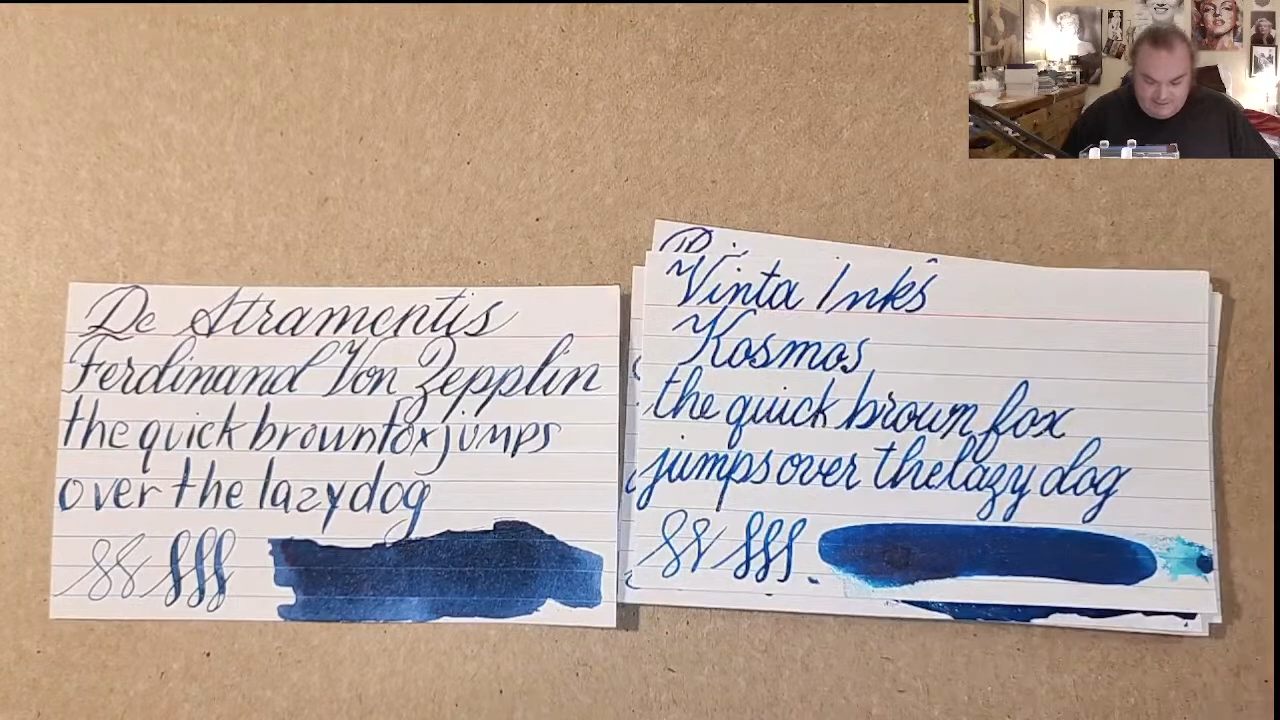 De Atramentis
Ferdinand Von Zepplin
the quick brown fox jumps
over the lazy dog
Vinta Inks
Kosmos
the quick brown fox
jumps over the lazy dog